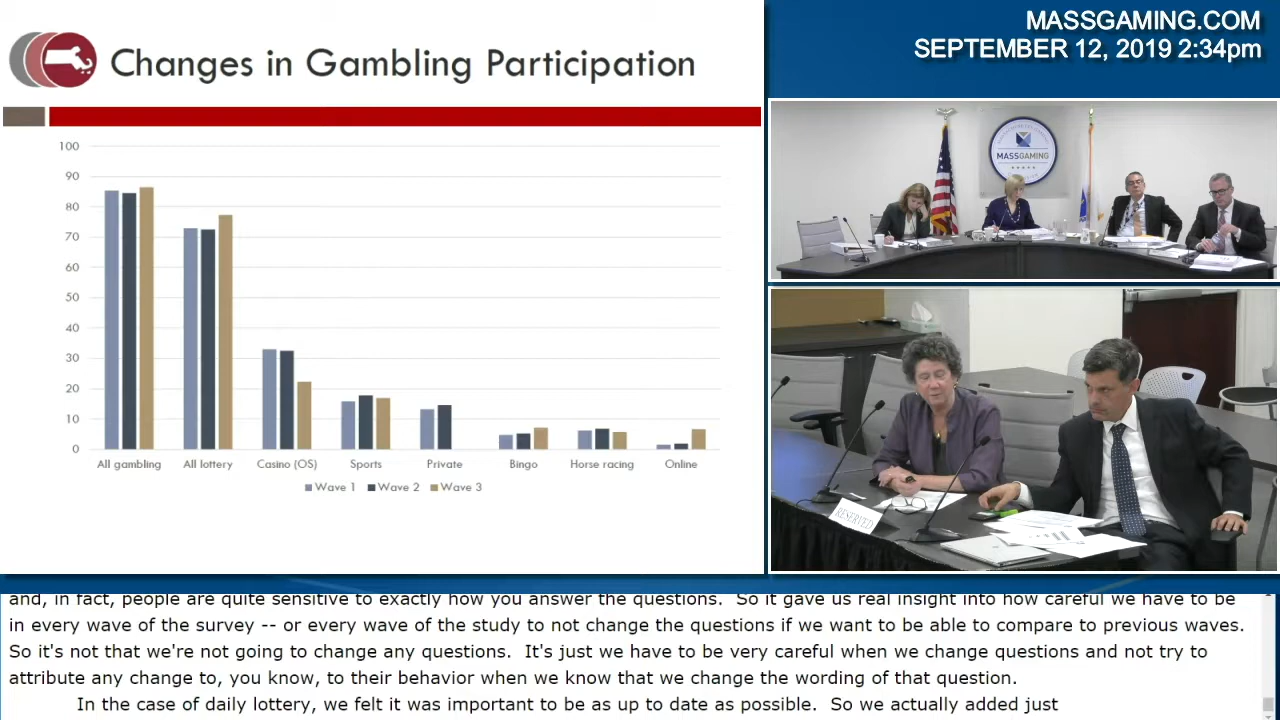 Changes in Gambling Participation
MASSGAMING.COM
SEPTEMBER 12, 2019 2:34pm
100
90
80
70
60
50
40
30
20
10
0
All gambling
All lottery
Casino (OS)
Sports
Private
Bingo
Horse racing
Online
Wave 1
Wave 2
Wave 3
MASSGAMING
RESERVED
and, in fact, people are quite sensitive to exactly how you answer the questions. So it gave us real insight into how careful we have to be
in every wave of the survey -- or every wave of the study to not change the questions if we want to be able to compare to previous waves.
So it's not that we're not going to change any questions. It's just we have to be very careful when we change questions and not try to
attribute any change to, you know, to their behavior when we know that we change the wording of that question.
In the case of daily lottery, we felt it was important to be as up to date as possible. So we actually added just